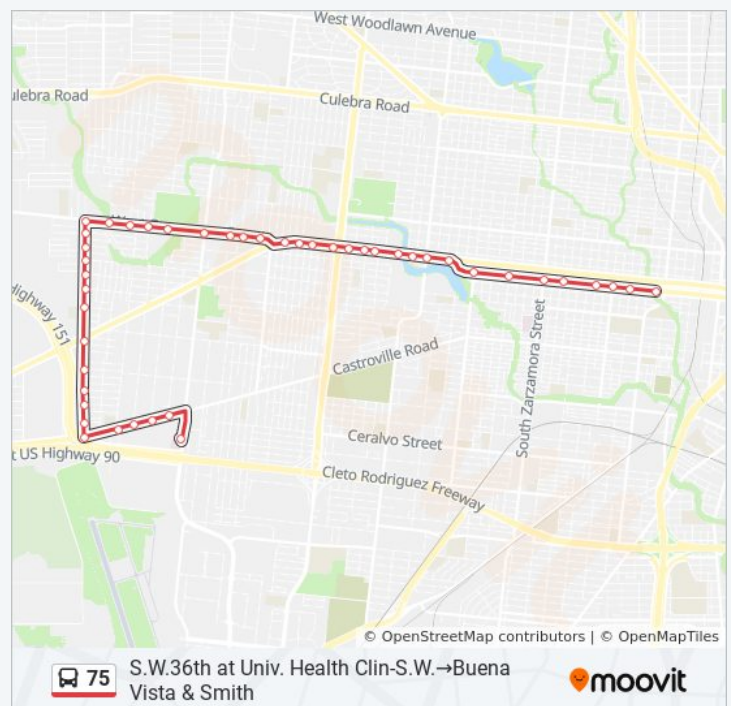 West Woodlawn Avenue
ulebra Road
Culebra Road
Highway 151
Castroville Road
South Zarzamora Street
Ceralvo Street
t US Highway 90
Cleto Rodriguez Freeway
© OpenStreetMap contributors | © OpenMapTiles
75
S.W.36th at Univ. Health Clin-S.W.→Buena
Vista & Smith
moovit